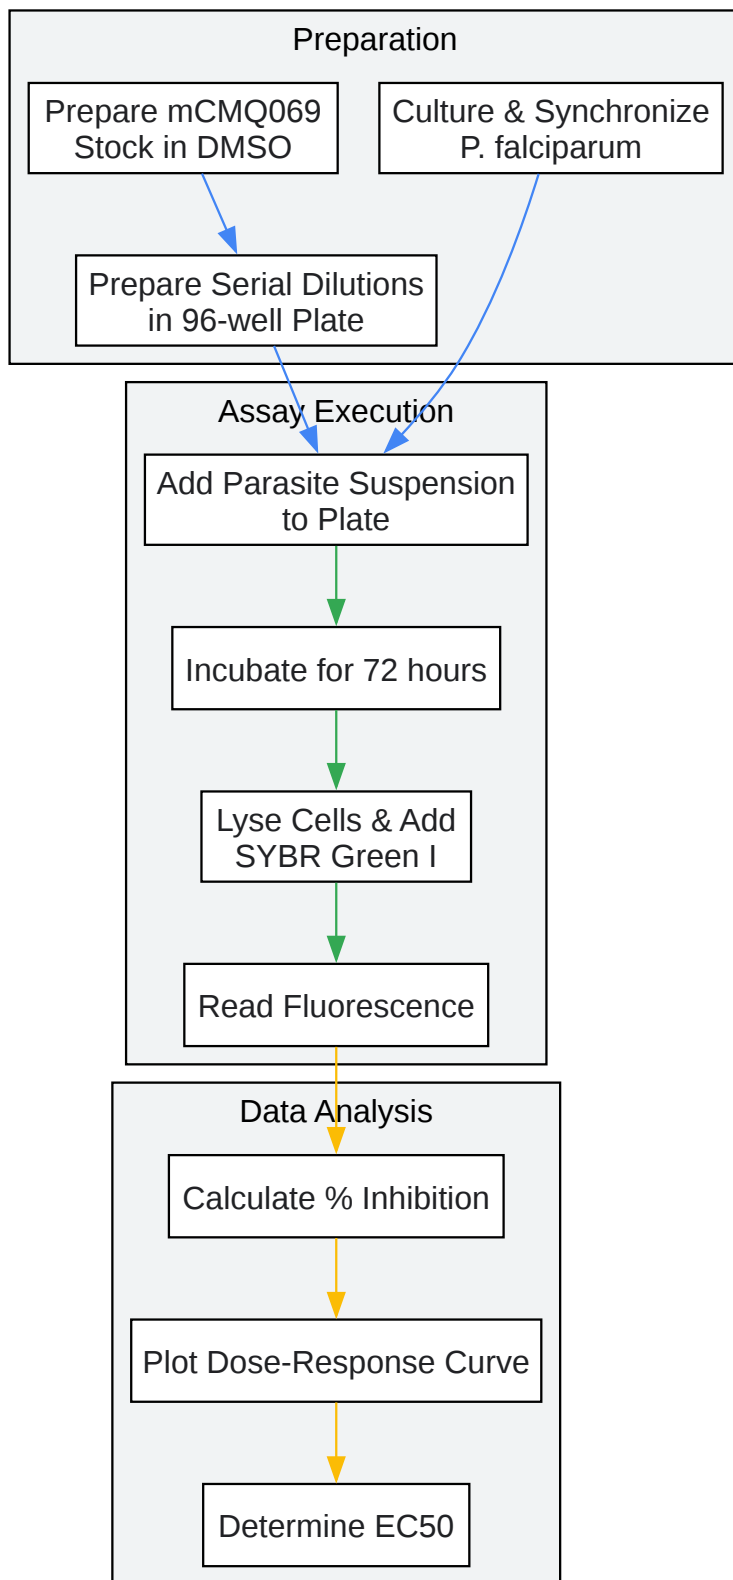 Preparation
Prepare mCMQ069
Stock in DMSO
Culture & Synchronize
P. falciparum
Prepare Serial Dilutions
in 96-well Plate
Assay Execution
Add Parasite Suspension
to Plate
Incubate for 72 hours
Lyse Cells & Add
SYBR Green I
Read Fluorescence
Data Analysis
Calculate % Inhibition
Plot Dose-Response Curve
Determine EC50